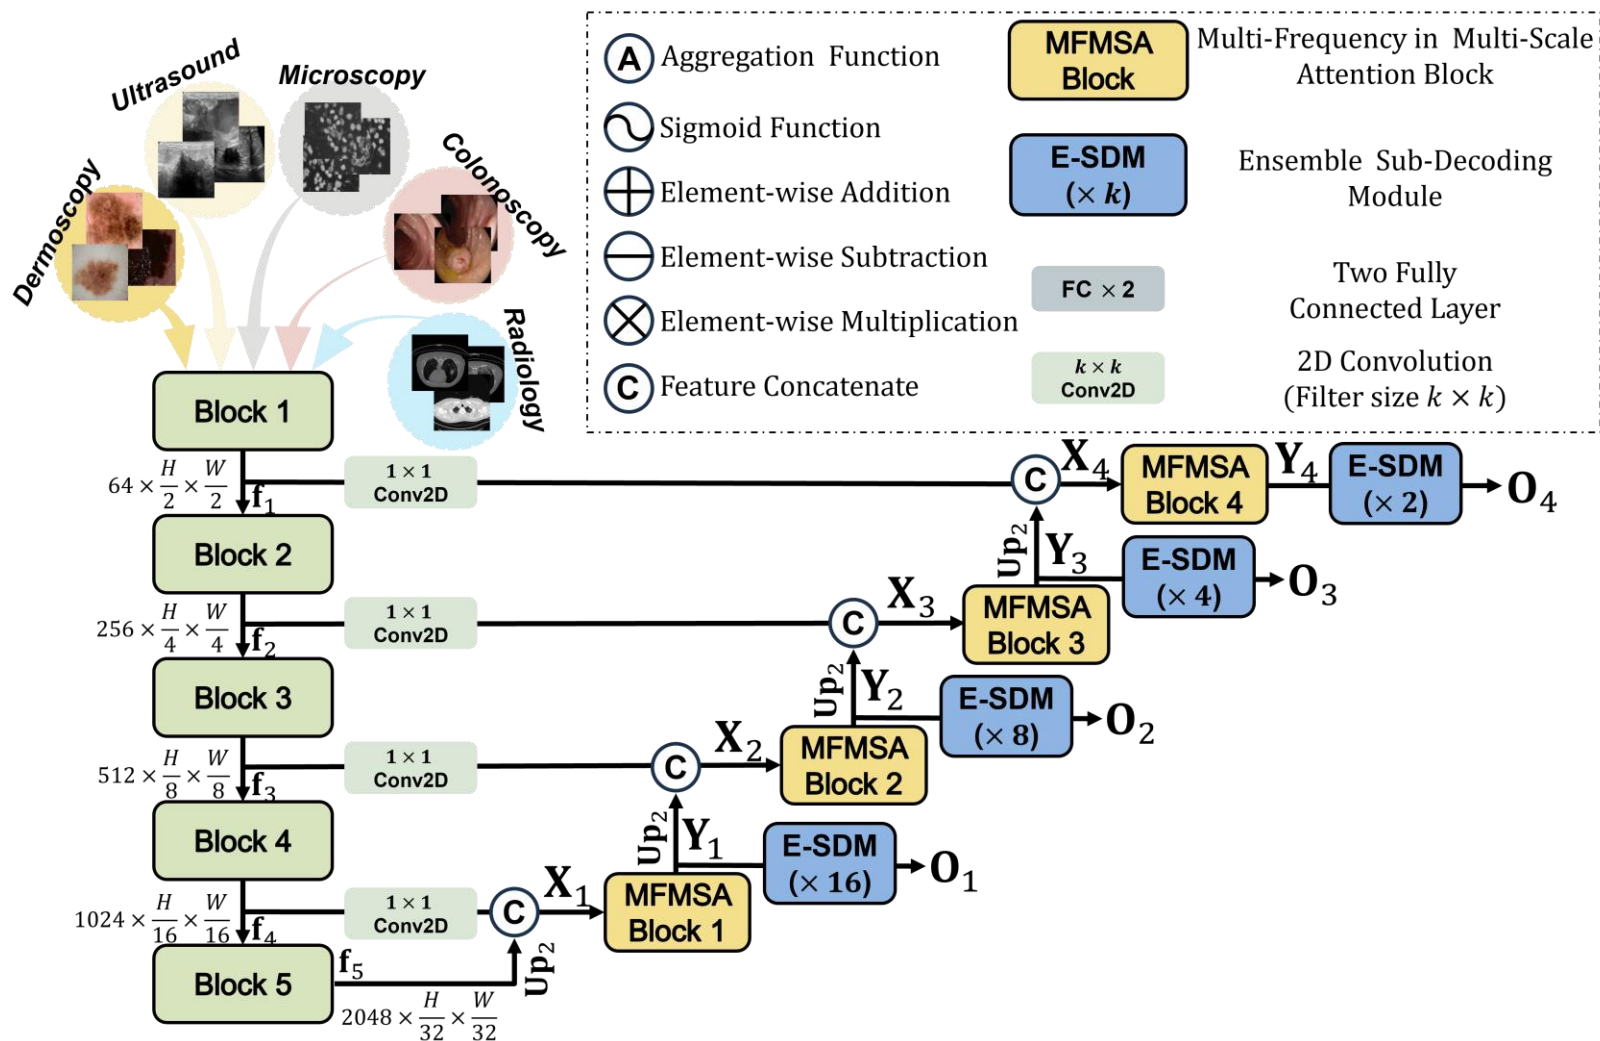 Ultrasound
Microscopy
Dermoscopy
Colonoscopy
Radiology
A Aggregation Function
Sigmoid Function
Element-wise Addition
Element-wise Subtraction
Element-wise Multiplication
C Feature Concatenate
MFMSA
Block
Multi-Frequency in Multi-Scale
Attention Block
E-SDM
(× k)
Ensemble Sub-Decoding
Module
FC × 2
Two Fully
Connected Layer
k × k
Conv2D
2D Convolution
(Filter size k × k)
Block 1
64 × H/2 × W/2
f₁
1 × 1
Conv2D
C
X₄
MFMSA
Block 4
Y₄
E-SDM
(× 2)
O₄
Block 2
Up₂
Y₃
E-SDM
(× 4)
O₃
256 × H/4 × W/4
f₂
1 × 1
Conv2D
C
X₃
MFMSA
Block 3
Block 3
Up₂
Y₂
E-SDM
(× 8)
O₂
512 × H/8 × W/8
f₃
1 × 1
Conv2D
C
X₂
MFMSA
Block 2
Block 4
Up₂
Y₁
E-SDM
(× 16)
O₁
1024 × H/16 × W/16
f₄
1 × 1
Conv2D
C
X₁
MFMSA
Block 1
Block 5
f₅
Up₂
2048 × H/32 × W/32